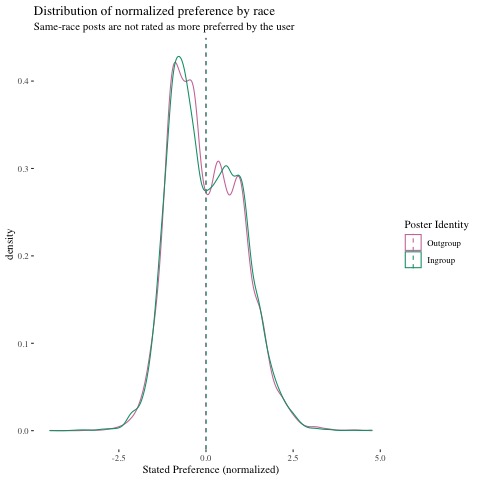 Distribution of normalized preference by race
Same-race posts are not rated as more preferred by the user
0.4
0.3
0.2
0.1
0.0
density
-2.5
0.0
2.5
5.0
Stated Preference (normalized)
Poster Identity
Outgroup
Ingroup